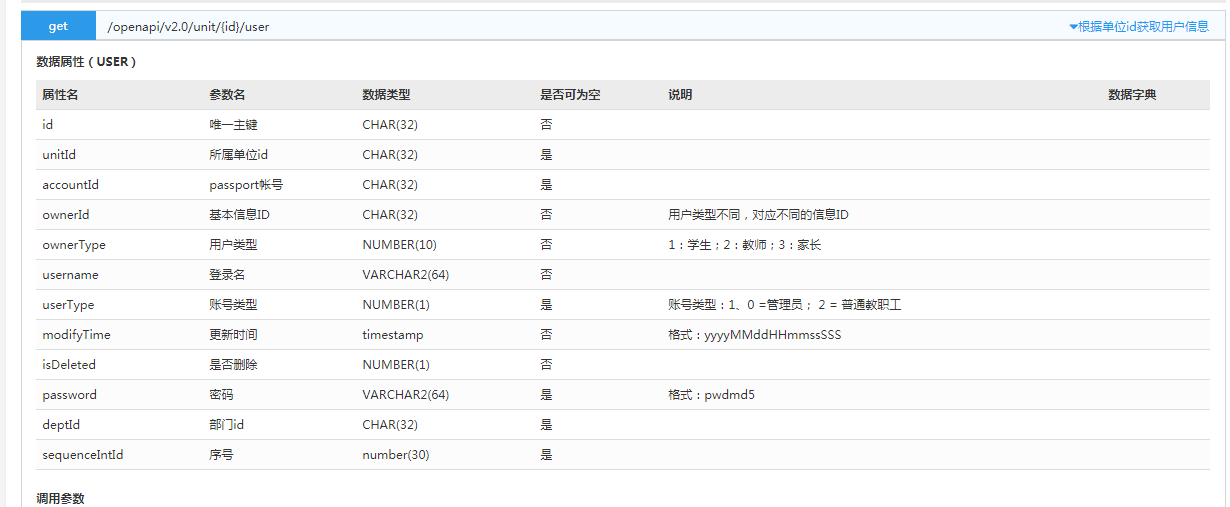 get /openapi/v2.0/unit/{id}/user 根据单位id获取用户信息
数据属性（USER）
属性名 参数名 数据类型 是否可为空 说明 数据字典
id 唯一主键 CHAR(32) 否
unitId 所属单位id CHAR(32) 是
accountId passport帐号 CHAR(32) 是
ownerId 基本信息ID CHAR(32) 否 用户类型不同，对应不同的信息ID
ownerType 用户类型 NUMBER(10) 否 1：学生；2：教师；3：家长
username 登录名 VARCHAR2(64) 否
userType 账号类型 NUMBER(1) 是 账号类型：1、0 =管理员； 2 = 普通教职工
modifyTime 更新时间 timestamp 否 格式：yyyyMMddHHmmssSSS
isDeleted 是否删除 NUMBER(1) 否
password 密码 VARCHAR2(64) 是 格式：pwdmd5
deptId 部门id CHAR(32) 是
sequenceIntId 序号 number(30) 是
调用参数